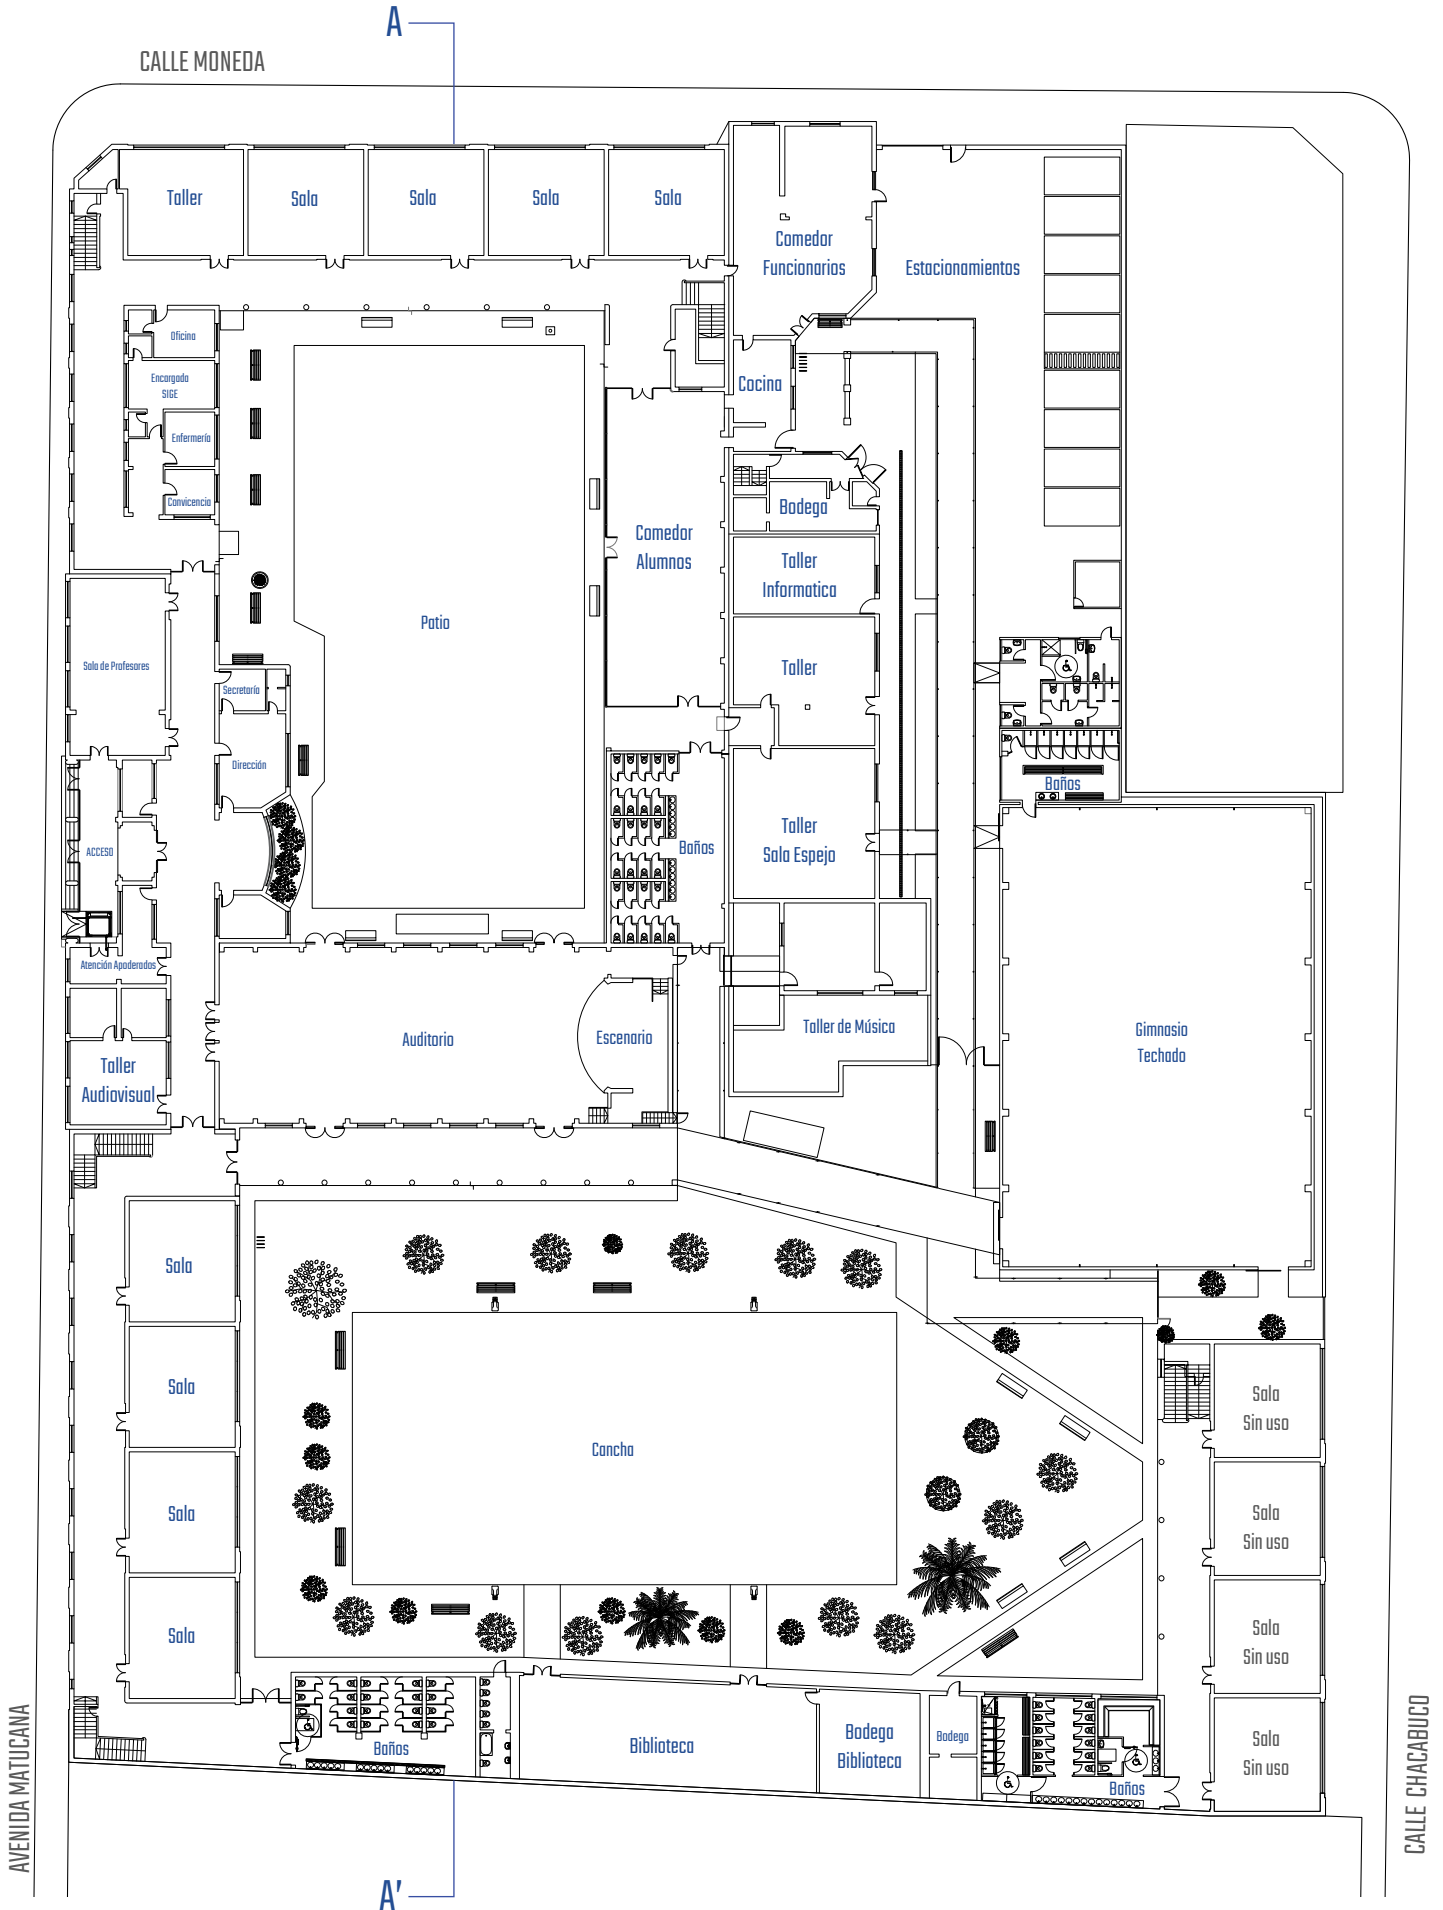 A
CALLE MONEDA
Taller
Sala
Sala
Sala
Sala
Comedor
Funcionarios
Estacionamientos
Oficina
Encargada
SIGE
Enfermería
Convicencia
Cocina
Bodega
Comedor
Alumnos
Taller
Informatica
Patio
Sala de Profesores
Secretaría
Taller
Dirección
Baños
ACCESO
Baños
Taller
Sala Espejo
Atención Apoderados
Auditorio
Escenario
Taller de Música
Gimnasio
Techado
Taller
Audiovisual
Sala
Sala
Sala
Sala
Cancha
Sala
Sin uso
Sala
Sin uso
Sala
Sin uso
Sala
Sin uso
Baños
Biblioteca
Bodega
Biblioteca
Bodega
Baños
AVENIDA MATUCANA
CALLE CHACABUCO
A'